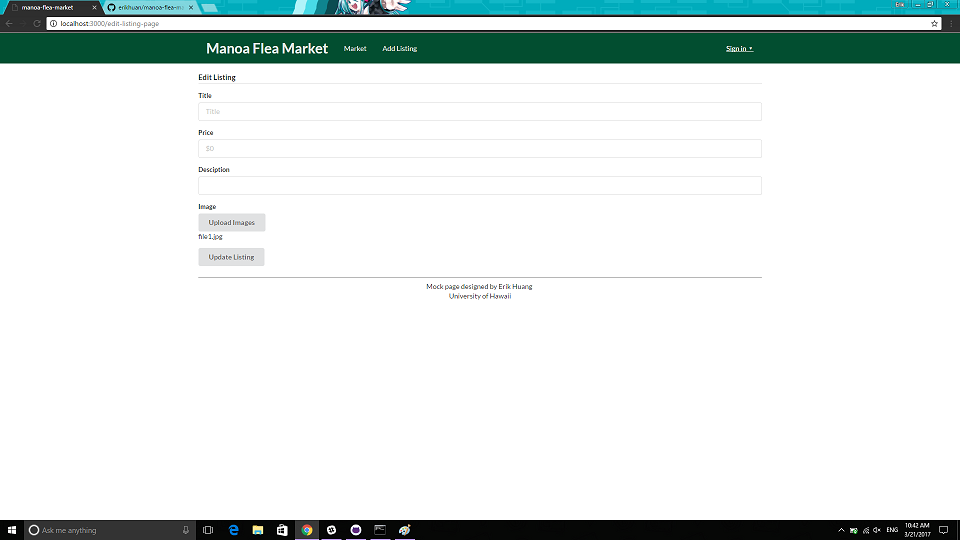 manoa-flea-market
erikhuan/manoa-flea-m
Erik
localhost:3000/edit-listing-page
Manoa Flea Market
Market
Add Listing
Sign in
Edit Listing
Title
Title
Price
$0
Desciption
Image
Upload Images
file1.jpg
Update Listing
Mock page designed by Erik Huang
University of Hawaii
Ask me anything
ENG
10:42 AM
3/21/2017